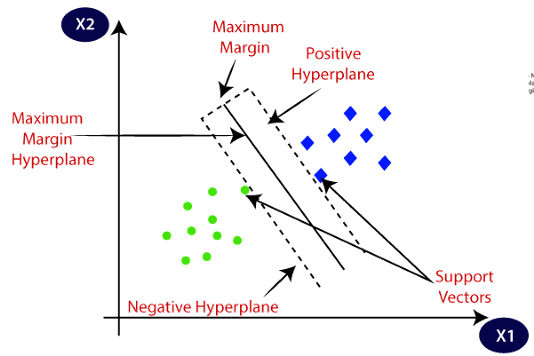 X2
Maximum
Margin
Positive
Hyperplane
Maximum
Margin
Hyperplane
Support
Vectors
Negative Hyperplane
X1